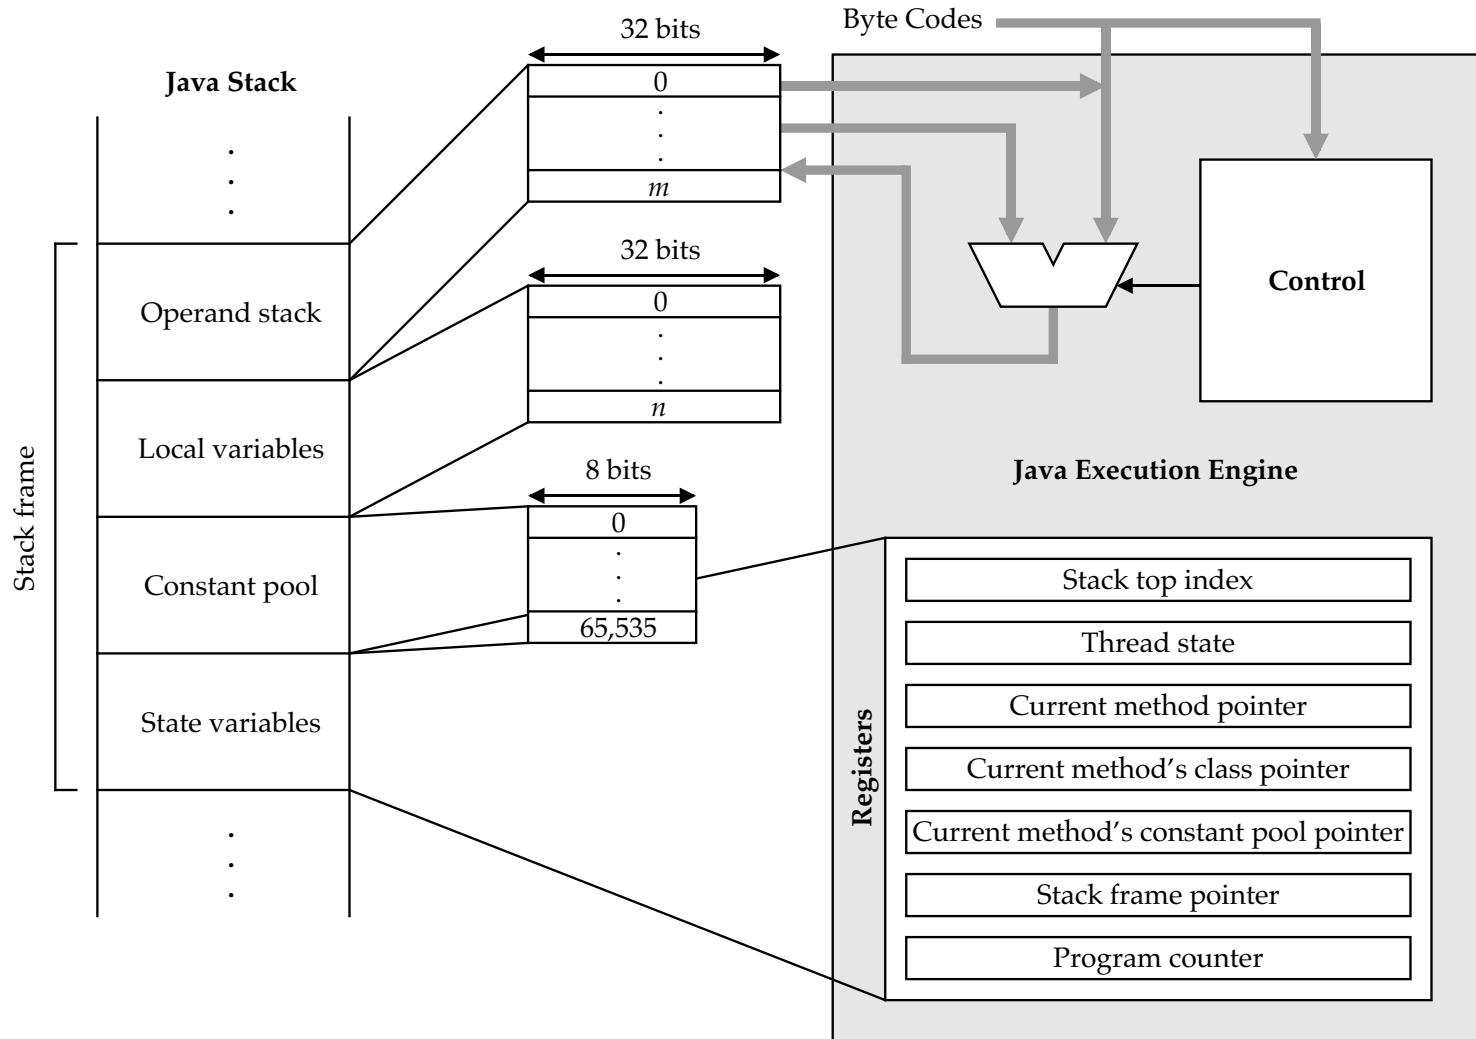 Byte Codes
32 bits
Java Stack
0
.
.
.
m
.
.
.
32 bits
Control
0
Operand stack
.
.
.
n
Local variables
8 bits
Java Execution Engine
0
Stack frame
.
.
.
Constant pool
65,535
Stack top index
Thread state
Current method pointer
State variables
Registers
Current method's class pointer
Current method's constant pool pointer
.
.
.
Stack frame pointer
Program counter